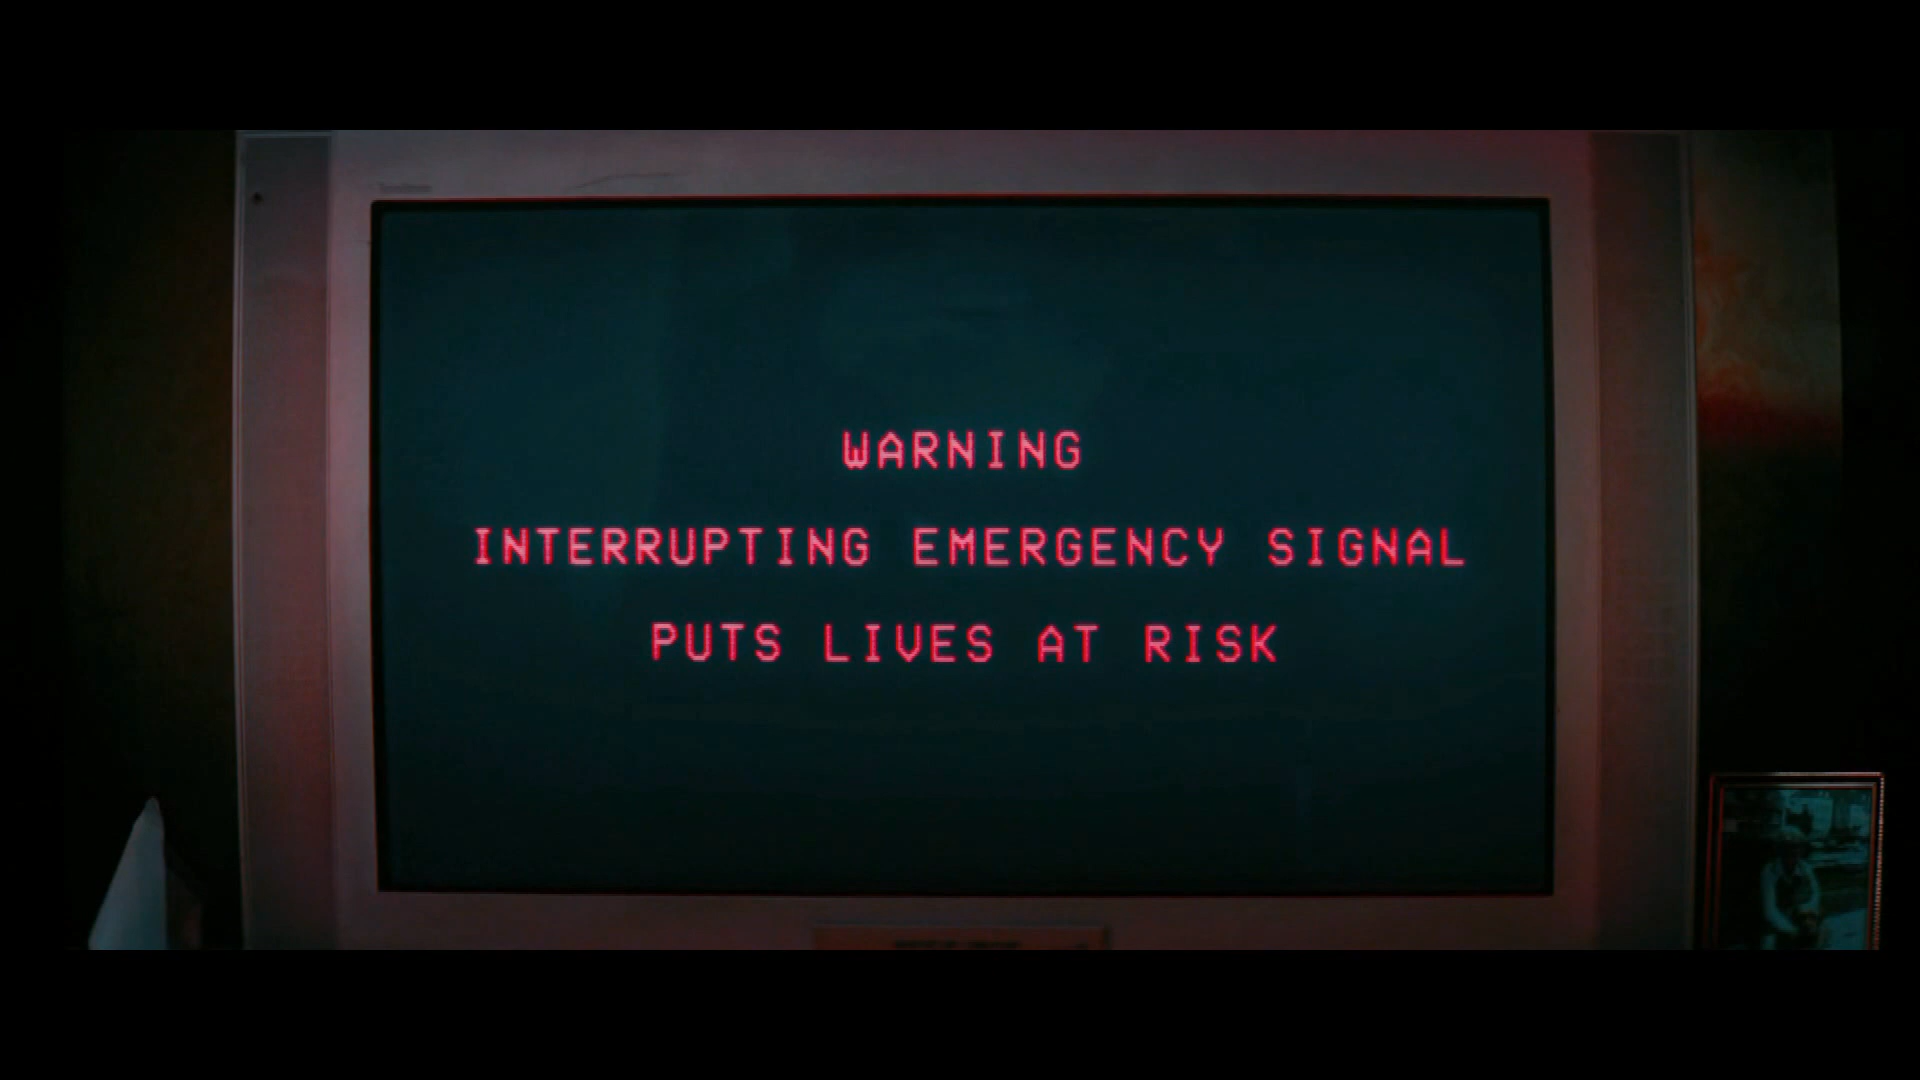 WARNING
INTERRUPTING EMERGENCY SIGNAL
PUTS LIVES AT RISK